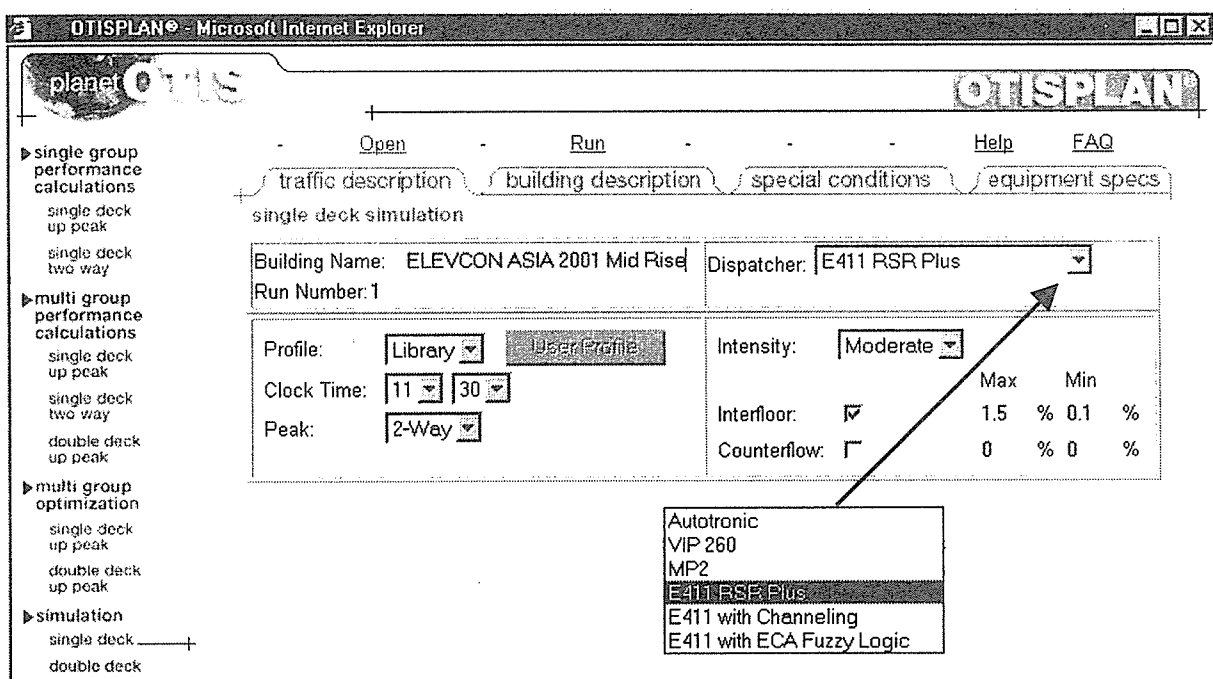 OTISPLAN® - Microsoft Internet Explorer
planet OTIS
OTISPLAN
- Open - Run - - - Help FAQ
traffic description
building description
special conditions
equipment specs
single group
performance
calculations
single deck
up peak
single deck
two way
multi group
performance
calculations
single deck
up peak
single deck
two way
double deck
up peak
multi group
optimization
single deck
up peak
double deck
up peak
simulation
single deck
double deck
single deck simulation
Building Name: ELEVCON ASIA 2001 Mid Rise
Run Number: 1
Dispatcher: E411 RSR Plus
Profile: Library User Profile
Clock Time: 11 30
Peak: 2-Way
Intensity: Moderate
Max Min
Interfloor: 1.5 % 0.1 %
Counterflow: 0 % 0 %
Autotronic
VIP 260
MP2
E411 RSR Plus
E411 with Channeling
E411 with ECA Fuzzy Logic